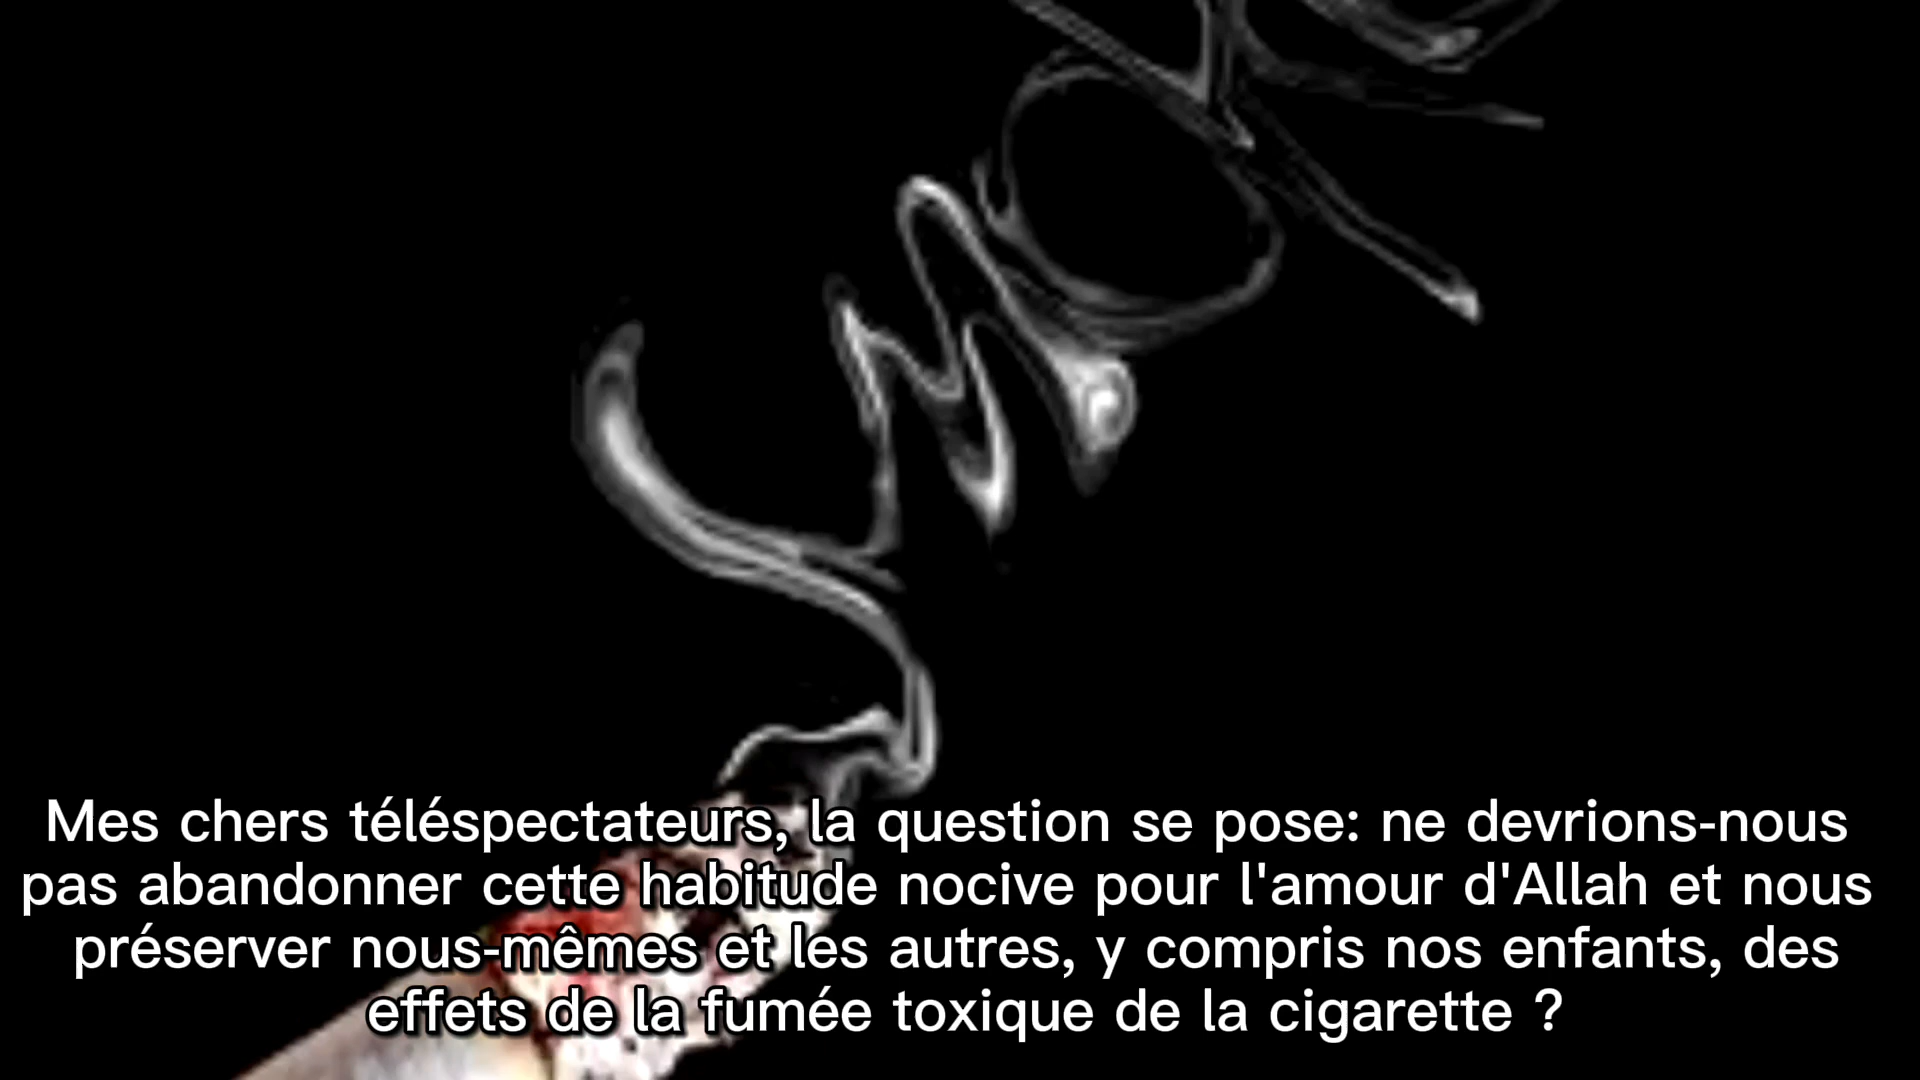 SMOK
Mes chers téléspectateurs, la question se pose: ne devrions-nous
pas abandonner cette habitude nocive pour l'amour d'Allah et nous
préserver nous-mêmes et les autres, y compris nos enfants, des
effets de la fumée toxique de la cigarette ?